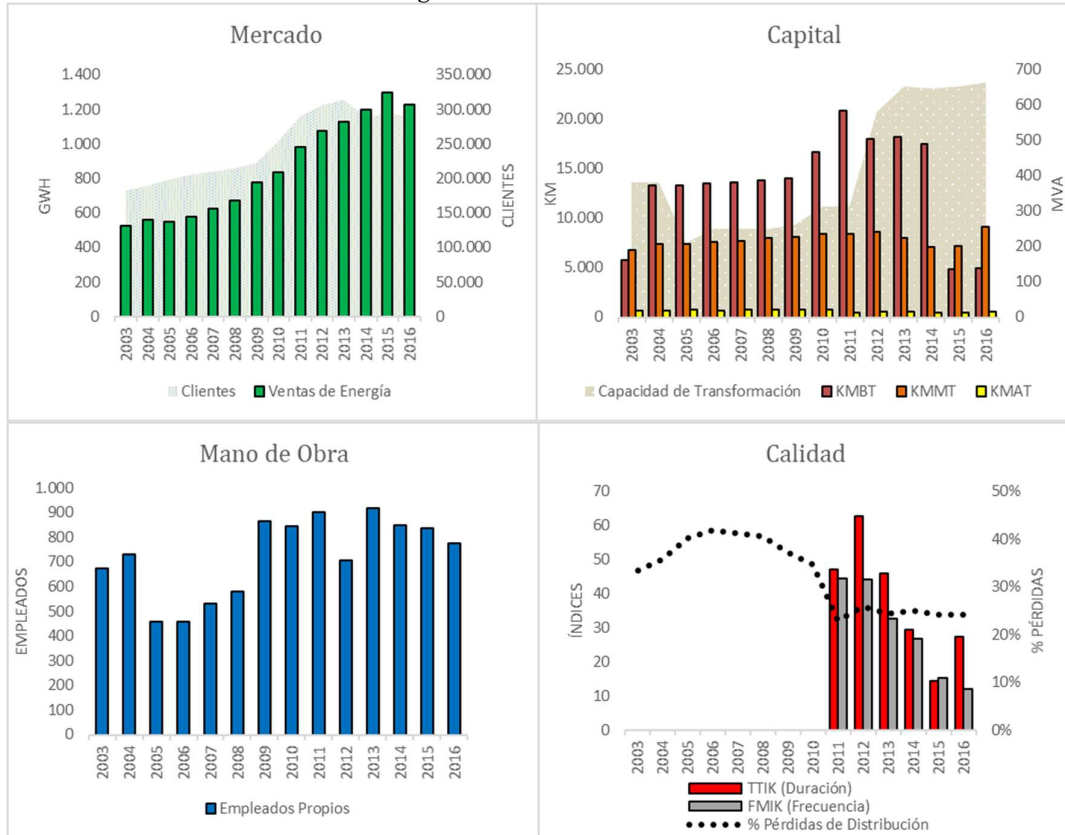 Mercado
GWH
1.400
1.200
1.000
800
600
400
200
0
350.000
300.000
250.000
200.000
150.000
100.000
50.000
0
CLIENTES
2003 2004 2005 2006 2007 2008 2009 2010 2011 2012 2013 2014 2015 2016
Clientes Ventas de Energía
Capital
KM
25.000
20.000
15.000
10.000
5.000
0
700
600
500
400
300
200
100
0
MVA
2003 2004 2005 2006 2007 2008 2009 2010 2011 2012 2013 2014 2015 2016
Capacidad de Transformación KMBT KMMT KMAT
Mano de Obra
EMPLEADOS
1.000
900
800
700
600
500
400
300
200
100
0
2003 2004 2005 2006 2007 2008 2009 2010 2011 2012 2013 2014 2015 2016
Empleados Propios
Calidad
ÍNDICES
70
60
50
40
30
20
10
0
50%
40%
30%
20%
10%
0%
% PÉRDIDAS
2003 2004 2005 2006 2007 2008 2009 2010 2011 2012 2013 2014 2015 2016
TTIK (Duración)
FMIK (Frecuencia)
% Pérdidas de Distribución